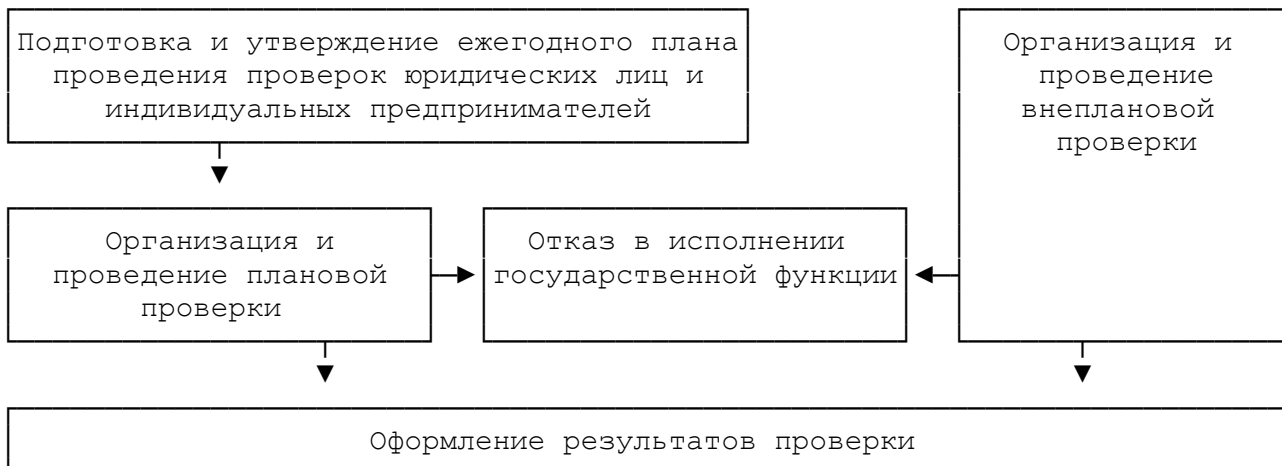 Подготовка и утверждение ежегодного плана
проведения проверок юридических лиц и
индивидуальных предпринимателей
Организация и
проведение
внеплановой
проверки
Организация и
проведение плановой
проверки
Отказ в исполнении
государственной функции
Оформление результатов проверки